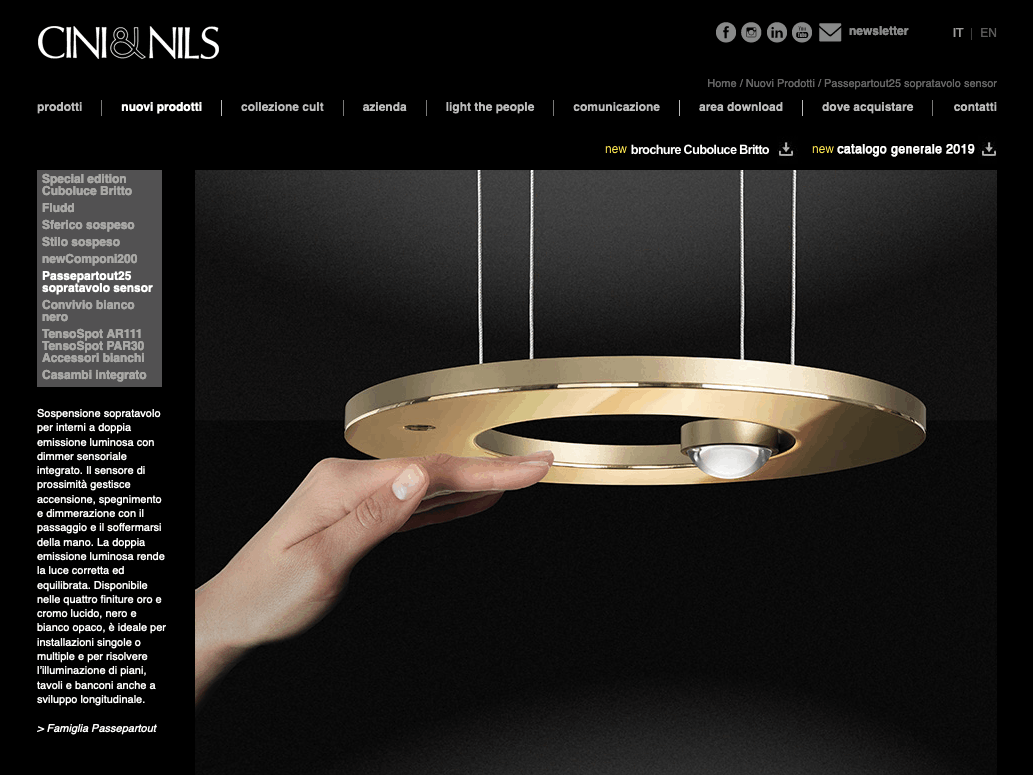 CINI&NILS
You Tube
newsletter
IT | EN
Home / Nuovi Prodotti / Passepartout25 sopratavolo sensor
prodotti | nuovi prodotti | collezione cult | azienda | light the people | comunicazione | area download | dove acquistare | contatti
new brochure Cuboluce Britto
new catalogo generale 2019
Special edition
Cuboluce Britto
Fludd
Sferico sospeso
Stilo sospeso
newComponi200
Passepartout25
sopratavolo sensor
Convivio bianco
nero
TensoSpot AR111
TensoSpot PAR30
Accessori bianchi
Casambi integrato
Sospensione sopratavolo
per interni a doppia
emissione luminosa con
dimmer sensoriale
integrato. Il sensore di
prossimità gestisce
accensione, spegnimento
e dimmerazione con il
passaggio e il soffermarsi
della mano. La doppia
emissione luminosa rende
la luce corretta ed
equilibrata. Disponibile
nelle quattro finiture oro e
cromo lucido, nero e
bianco opaco, è ideale per
installazioni singole o
multiple e per risolvere
l'illuminazione di piani,
tavoli e banconi anche a
sviluppo longitudinale.
> Famiglia Passepartout